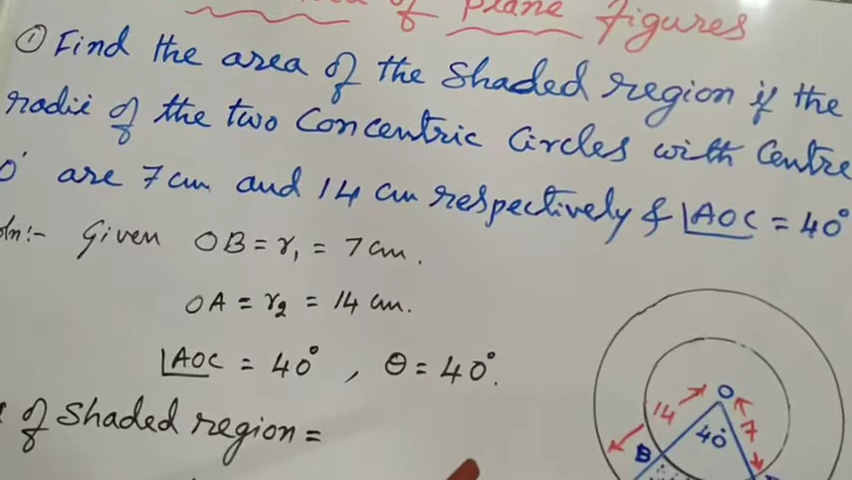 of Plane Figures
① Find the area of the shaded region if the
radii of the two Concentric Circles with Centre
O' are 7cm and 14 cm respectively & ∠AOC = 40°
oln:- Given OB = r₁ = 7cm.
OA = r₂ = 14 cm.
∠AOC = 40°, θ = 40°.
of shaded region =
O
14
7
40°
B